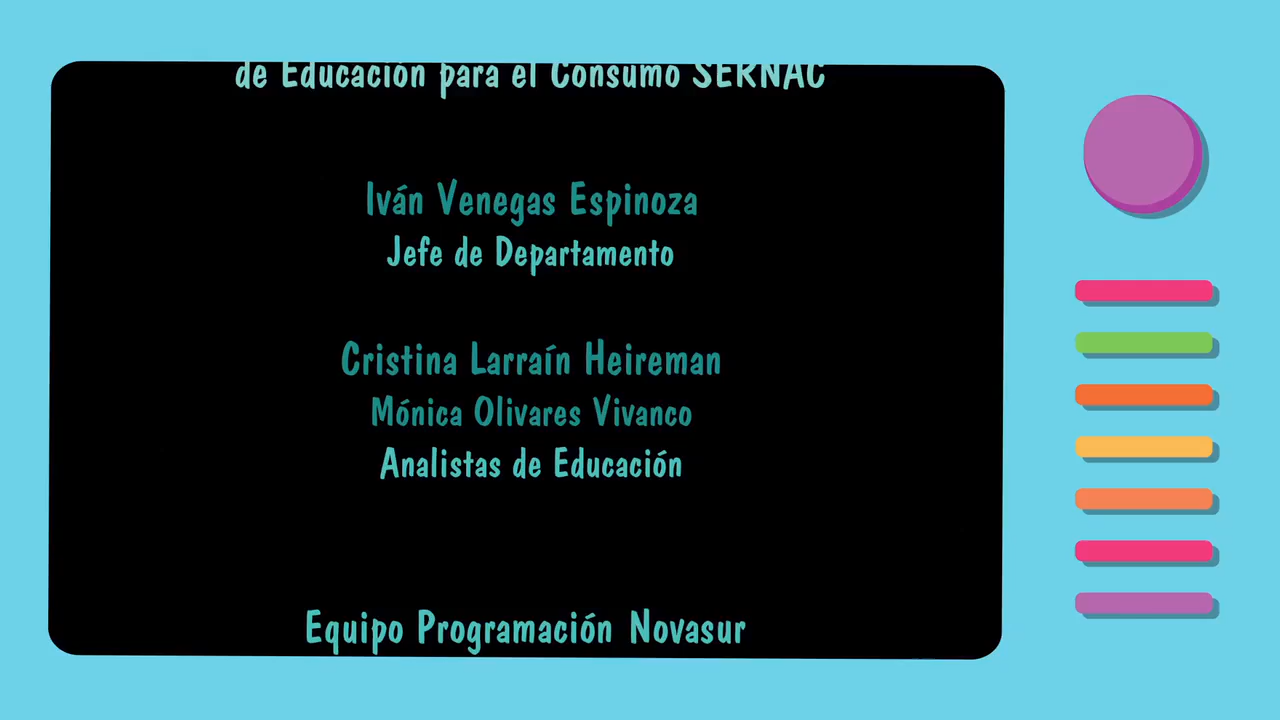 de Educación para el Consumo SERNAC
Iván Venegas Espinoza
Jefe de Departamento
Cristina Larraín Heireman
Mónica Olivares Vivanco
Analistas de Educación
Equipo Programación Novasur